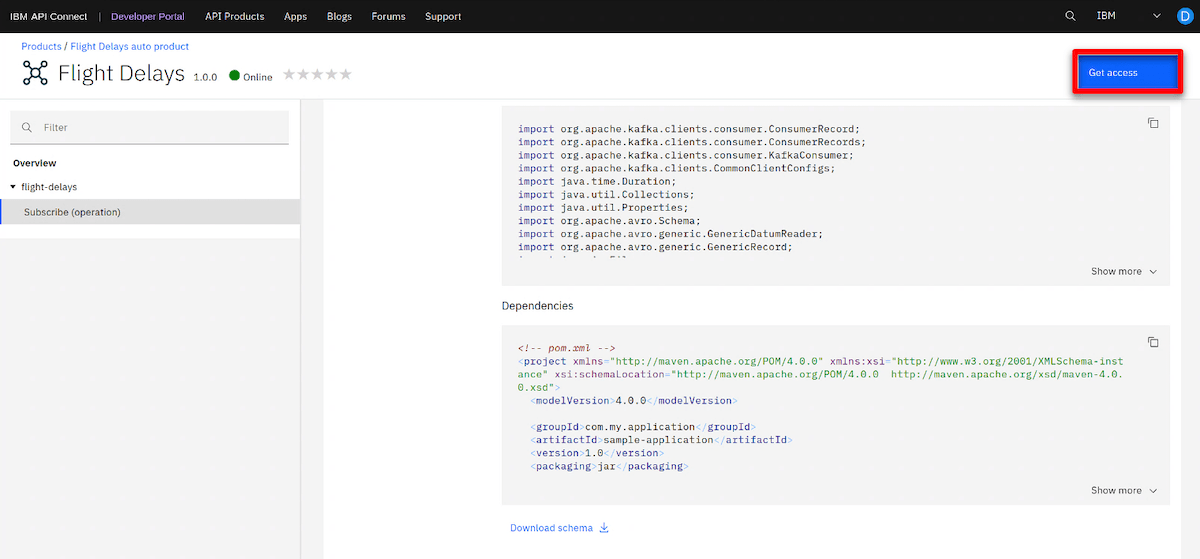 IBM API Connect | Developer Portal API Products Apps Blogs Forums Support IBM D
Products / Flight Delays auto product
Flight Delays 1.0.0 Online
Get access
Filter
Overview
flight-delays
Subscribe (operation)
import org.apache.kafka.clients.consumer.ConsumerRecord;
import org.apache.kafka.clients.consumer.ConsumerRecords;
import org.apache.kafka.clients.consumer.KafkaConsumer;
import org.apache.kafka.clients.CommonClientConfigs;
import java.time.Duration;
import java.util.Collections;
import java.util.Properties;
import org.apache.avro.Schema;
import org.apache.avro.generic.GenericDatumReader;
import org.apache.avro.generic.GenericRecord;
Show more
Dependencies
<!-- pom.xml -->
<project xmlns="http://maven.apache.org/POM/4.0.0" xmlns:xsi="http://www.w3.org/2001/XMLSchema-inst
ance" xsi:schemaLocation="http://maven.apache.org/POM/4.0.0  http://maven.apache.org/xsd/maven-4.0.
0.xsd">
<modelVersion>4.0.0</modelVersion>
<groupId>com.my.application</groupId>
<artifactId>sample-application</artifactId>
<version>1.0</version>
<packaging>jar</packaging>
Show more
Download schema